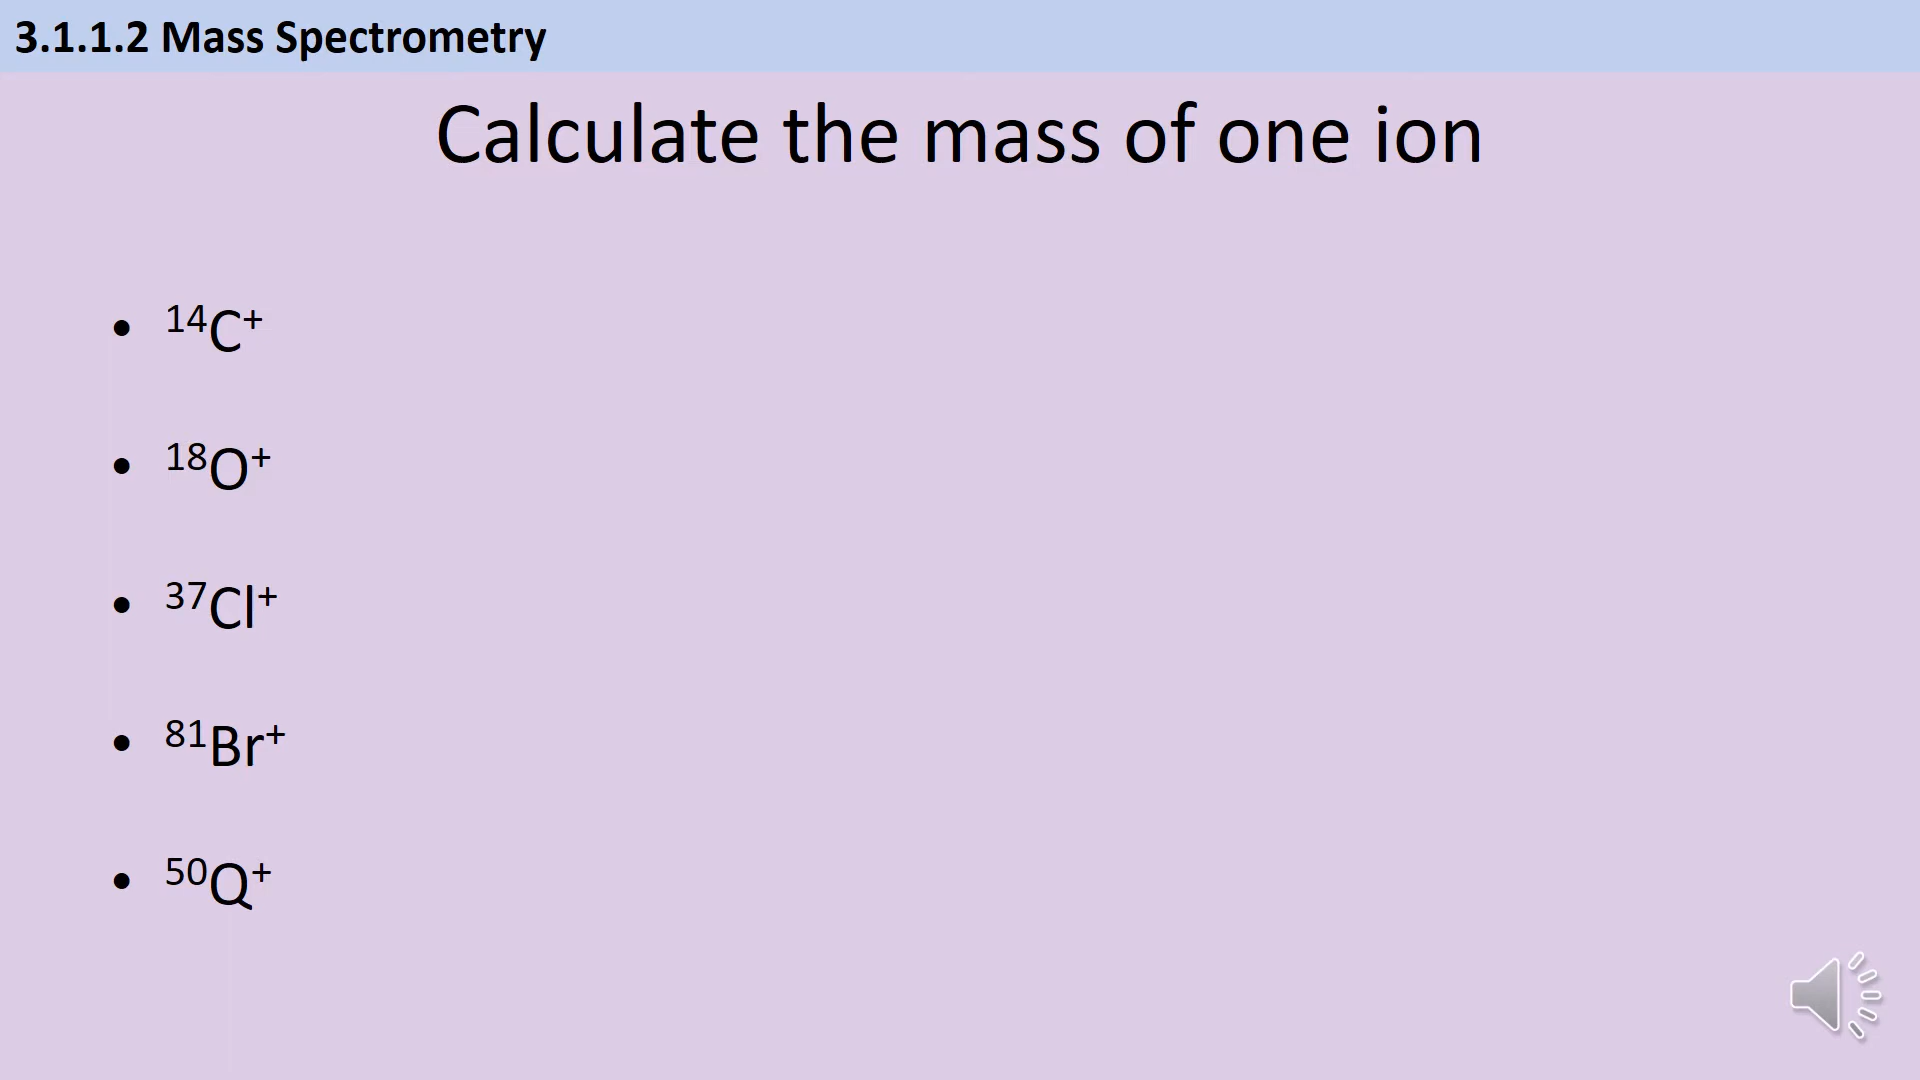 3.1.1.2 Mass Spectrometry
Calculate the mass of one ion
• ¹⁴C⁺
• ¹⁸O⁺
• ³⁷Cl⁺
• ⁸¹Br⁺
• ⁵⁰Q⁺